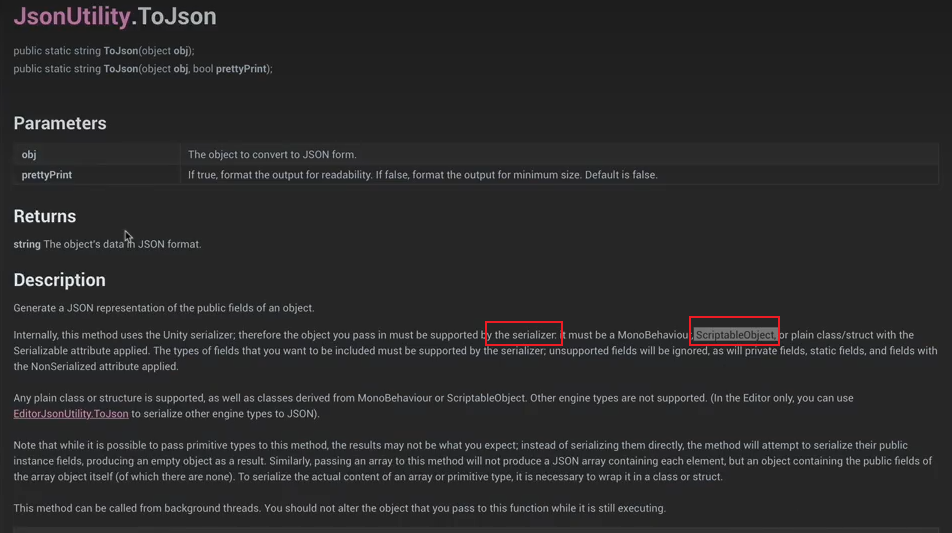 JsonUtility.ToJson
public static string ToJson(object obj);
public static string ToJson(object obj, bool prettyPrint);
Parameters
obj The object to convert to JSON form.
prettyPrint If true, format the output for readability. If false, format the output for minimum size. Default is false.
Returns
string The object's data in JSON format.
Description
Generate a JSON representation of the public fields of an object.
Internally, this method uses the Unity serializer; therefore the object you pass in must be supported by the serializer: it must be a MonoBehaviour, ScriptableObject, or plain class/struct with the
Serializable attribute applied. The types of fields that you want to be included must be supported by the serializer; unsupported fields will be ignored, as will private fields, static fields, and fields with
the NonSerialized attribute applied.
Any plain class or structure is supported, as well as classes derived from MonoBehaviour or ScriptableObject. Other engine types are not supported. (In the Editor only, you can use
EditorJsonUtility.ToJson to serialize other engine types to JSON).
Note that while it is possible to pass primitive types to this method, the results may not be what you expect; instead of serializing them directly, the method will attempt to serialize their public
instance fields, producing an empty object as a result. Similarly, passing an array to this method will not produce a JSON array containing each element, but an object containing the public fields of
the array object itself (of which there are none). To serialize the actual content of an array or primitive type, it is necessary to wrap it in a class or struct.
This method can be called from background threads. You should not alter the object that you pass to this function while it is still executing.